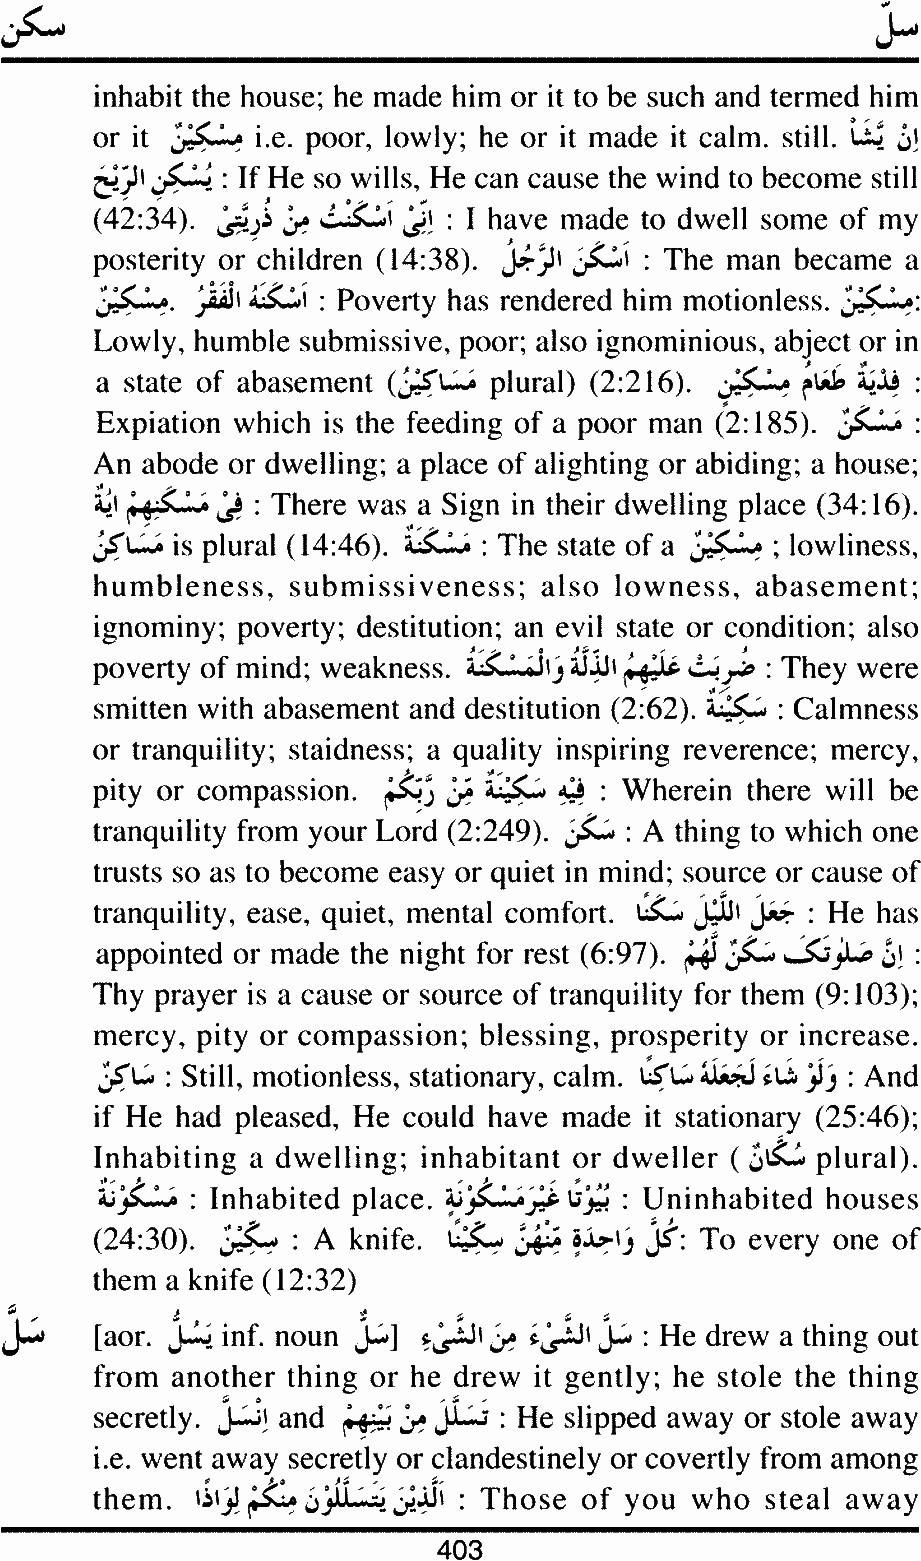 سكن سلّ
inhabit the house; he made him or it to be such and termed him
or it مِسْكِيْنٌ i.e. poor, lowly; he or it made it calm. still. اِنْ يَّشَاْ
يُسْكِنِ الرِّيْحَ : If He so wills, He can cause the wind to become still
(42:34). اِنِّىْ اَسْكَنْتُ مِنْ ذُرِيَّتِىْ : I have made to dwell some of my
posterity or children (14:38). اَسْكَنَ الرَّجُلُ : The man became a
مِسْكِيْنٌ. اَسْكَنَهُ الْفَقْرُ : Poverty has rendered him motionless. مِسْكِيْنٌ:
Lowly, humble submissive, poor; also ignominious, abject or in
a state of abasement (مَسَاكِيْنُ plural) (2:216). فِدْيَةٌ طَعَامُ مِسْكِيْنٍ :
Expiation which is the feeding of a poor man (2:185). مَسْكَنٌ :
An abode or dwelling; a place of alighting or abiding; a house;
فِىْ مَسْكَنِهِمْ اٰيَةٌ : There was a Sign in their dwelling place (34:16).
مَسَاكِنُ is plural (14:46). مَسْكَنَةٌ : The state of a مِسْكِيْنٌ ; lowliness,
humbleness, submissiveness; also lowness, abasement;
ignominy; poverty; destitution; an evil state or condition; also
poverty of mind; weakness. ضُرِبَتْ عَلَيْهِمُ الذِّلَّةُ وَالْمَسْكَنَةُ : They were
smitten with abasement and destitution (2:62). سَكِيْنَةٌ : Calmness
or tranquility; staidness; a quality inspiring reverence; mercy,
pity or compassion. فِيْهِ سَكِيْنَةٌ مِّنْ رَّبِّكُمْ : Wherein there will be
tranquility from your Lord (2:249). سَكَنٌ : A thing to which one
trusts so as to become easy or quiet in mind; source or cause of
tranquility, ease, quiet, mental comfort. جَعَلَ اللَّيْلَ سَكَنًا : He has
appointed or made the night for rest (6:97). اِنَّ صَلٰوتَكَ سَكَنٌ لَّهُمْ :
Thy prayer is a cause or source of tranquility for them (9:103);
mercy, pity or compassion; blessing, prosperity or increase.
سَاكِنٌ : Still, motionless, stationary, calm. وَلَوْ شَاءَ لَجَعَلَهُ سَاكِنًا : And
if He had pleased, He could have made it stationary (25:46);
Inhabiting a dwelling; inhabitant or dweller ( سُكَّانٌ plural).
مَسْكُوْنَةٌ : Inhabited place. بُيُوْتًا غَيْرَ مَسْكُوْنَةٍ : Uninhabited houses
(24:30). سِكِّيْنٌ : A knife. كُلَّ وَاحِدَةٍ مِّنْهُنَّ سِكِّيْنًا: To every one of
them a knife (12:32)
سَلَّ [aor. يَسُلُّ inf. noun سَلٌّ] سَلَّ الشَّىْءَ مِنَ الشَّىْءِ : He drew a thing out
from another thing or he drew it gently; he stole the thing
secretly. اِنْسَلَّ and تَسَلَّلَ مِنْ بَيْنِهِمْ : He slipped away or stole away
i.e. went away secretly or clandestinely or covertly from among
them. اَلَّذِيْنَ يَتَسَلَّلُوْنَ مِنْكُمْ لِوَاذًا : Those of you who steal away
403